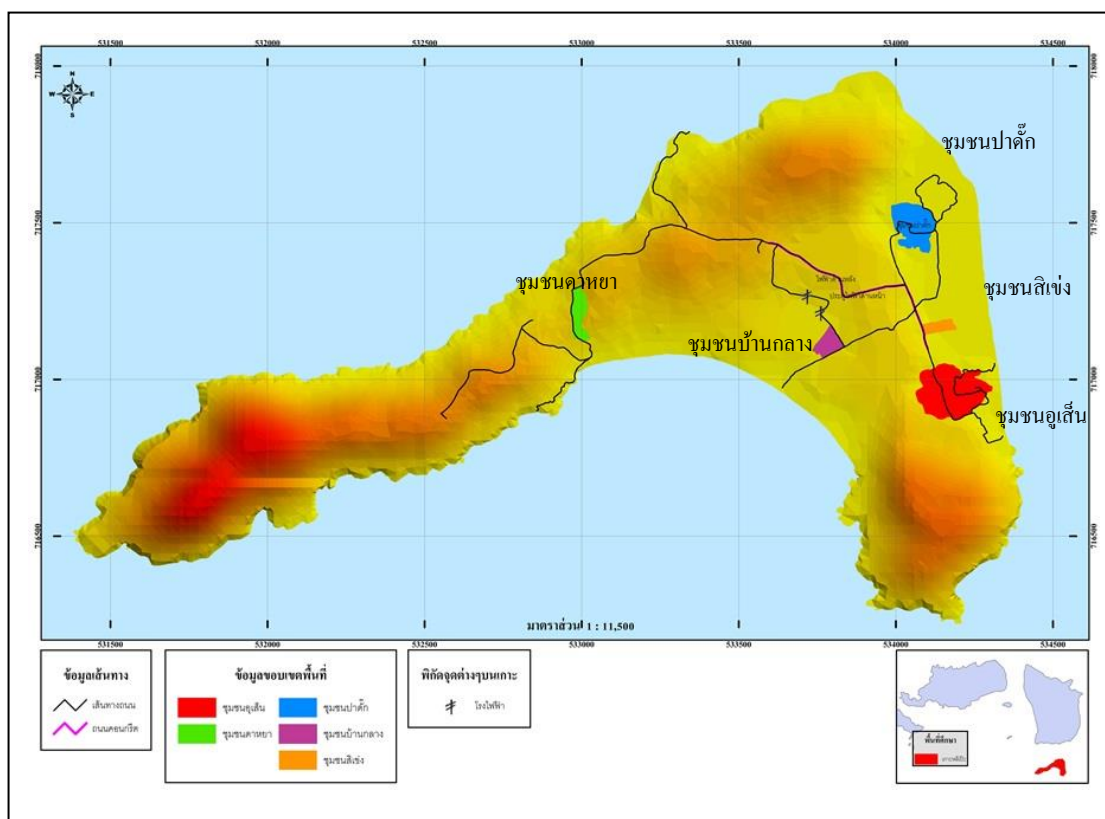 531500 532000 532500 533000 533500 534000 534500
718000 718000
N
W E
S
ชุมชนปาดั๊ก
717500 717500
ชุมชนดาหยา
ชุมชนสิเข่ง
ชุมชนบ้านกลาง
717000 717000
ชุมชนอูเส็น
716500 716500
มาตราส่วน 1 : 11,500
531500 532000 532500 533000 533500 534000 534500
ข้อมูลเส้นทาง
เส้นทางถนน
ถนนคอนกรีต
ข้อมูลขอบเขตพื้นที่
ชุมชนอูเส็น ชุมชนปาดั๊ก
ชุมชนดาหยา ชุมชนบ้านกลาง
ชุมชนสิเข่ง
พิกัดจุดต่างๆบนเกาะ
โรงไฟฟ้า
พื้นที่ศึกษา